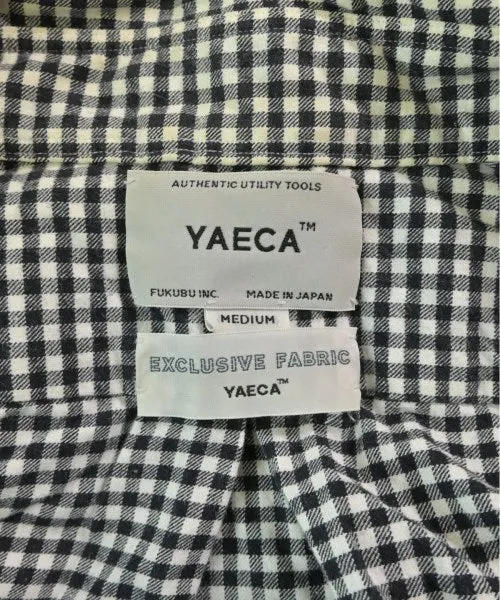 AUTHENTIC UTILITY TOOLS
YAECA™
FUKUBU INC. MADE IN JAPAN
MEDIUM
EXCLUSIVE FABRIC
YAECA™